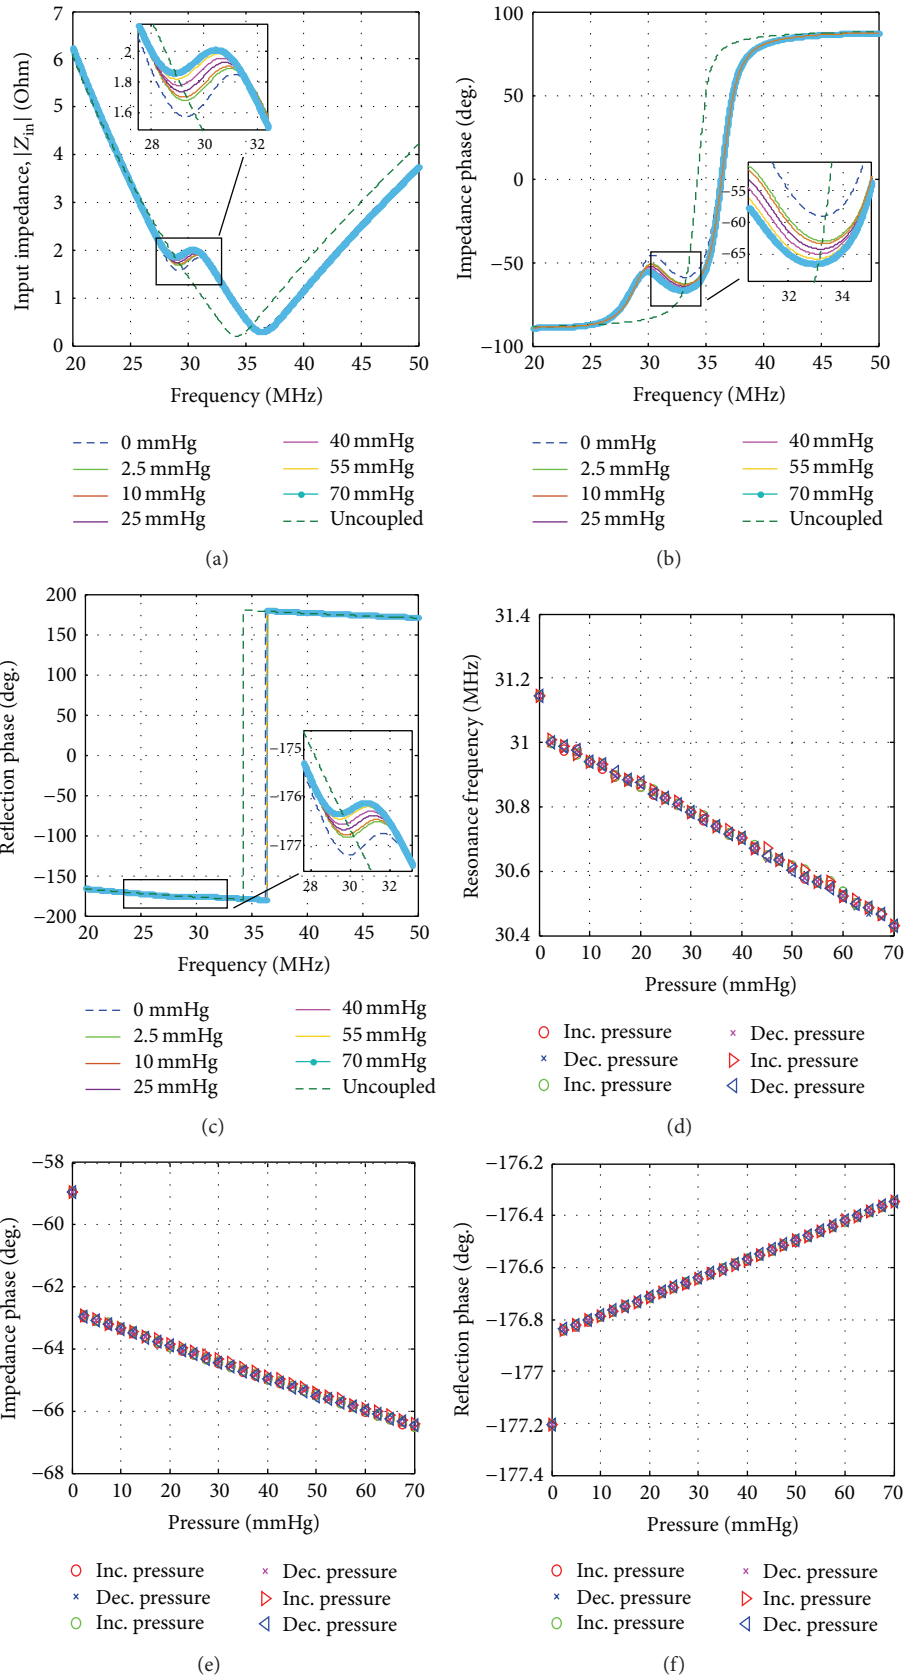 7
6
5
4
3
2
1
0
20 25 30 35 40 45 50
2
1.8
1.6
28 30 32
Input impedance, |Z_in| (Ohm)
Frequency (MHz)
0 mmHg
2.5 mmHg
10 mmHg
25 mmHg
40 mmHg
55 mmHg
70 mmHg
Uncoupled
(a)
100
50
0
−50
−100
20 25 30 35 40 45 50
−55
−60
−65
32 34
Impedance phase (deg.)
Frequency (MHz)
0 mmHg
2.5 mmHg
10 mmHg
25 mmHg
40 mmHg
55 mmHg
70 mmHg
Uncoupled
(b)
200
150
100
50
0
−50
−100
−150
−200
20 25 30 35 40 45 50
−175
−176
−177
28 30 32
Reflection phase (deg.)
Frequency (MHz)
0 mmHg
2.5 mmHg
10 mmHg
25 mmHg
40 mmHg
55 mmHg
70 mmHg
Uncoupled
(c)
31.4
31.2
31
30.8
30.6
30.4
0 10 20 30 40 50 60 70
Resonance frequency (MHz)
Pressure (mmHg)
Inc. pressure
Dec. pressure
Inc. pressure
Dec. pressure
Inc. pressure
Dec. pressure
(d)
−58
−60
−62
−64
−66
−68
0 10 20 30 40 50 60 70
Impedance phase (deg.)
Pressure (mmHg)
Inc. pressure
Dec. pressure
Inc. pressure
Dec. pressure
Inc. pressure
Dec. pressure
(e)
−176.2
−176.4
−176.6
−176.8
−177
−177.2
−177.4
0 10 20 30 40 50 60 70
Reflection phase (deg.)
Pressure (mmHg)
Inc. pressure
Dec. pressure
Inc. pressure
Dec. pressure
Inc. pressure
Dec. pressure
(f)